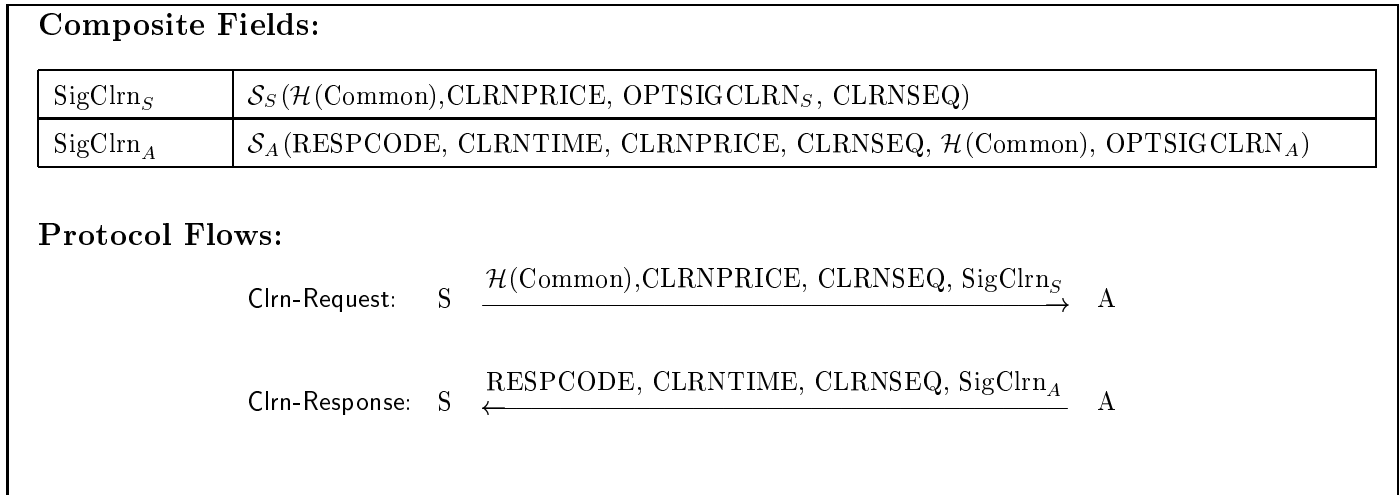 Composite Fields:
SigClrn_S 𝒮_S(ℋ(Common),CLRNPRICE, OPTSIGCLRN_S, CLRNSEQ)
SigClrn_A 𝒮_A(RESPCODE, CLRNTIME, CLRNPRICE, CLRNSEQ, ℋ(Common), OPTSIGCLRN_A)
Protocol Flows:
ℋ(Common),CLRNPRICE, CLRNSEQ, SigClrn_S
Clrn-Request: S → A
RESPCODE, CLRNTIME, CLRNSEQ, SigClrn_A
Clrn-Response: S ← A